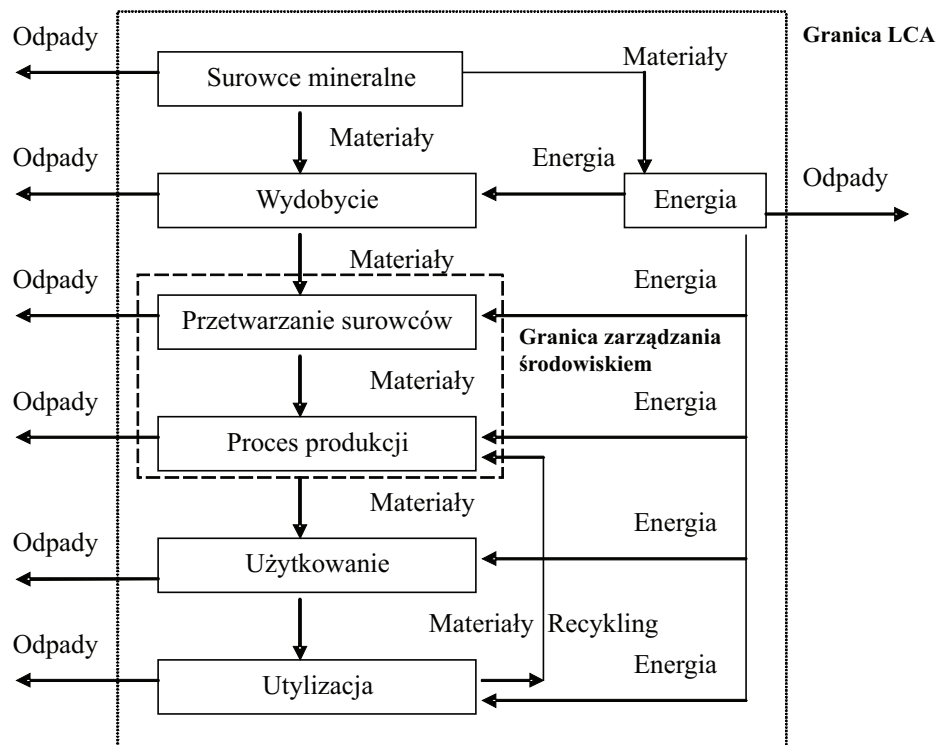 Odpady
Granica LCA
Surowce mineralne
Materiały
Materiały
Odpady
Energia
Odpady
Wydobycie
Energia
Materiały
Odpady
Energia
Przetwarzanie surowców
Granica zarządzania
środowiskiem
Materiały
Odpady
Energia
Proces produkcji
Materiały
Odpady
Energia
Użytkowanie
Materiały
Recykling
Odpady
Energia
Utylizacja